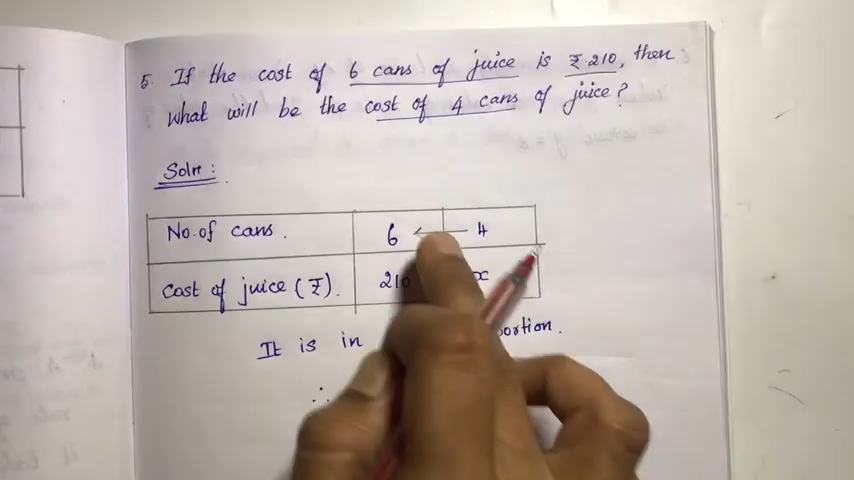 5. If the cost of 6 cans of juice is ₹.210, then
what will be the cost of 4 cans of juice?
Soln:
No. of cans. 6 ← 4
Cost of juice (₹). 210 x
It is in
∴